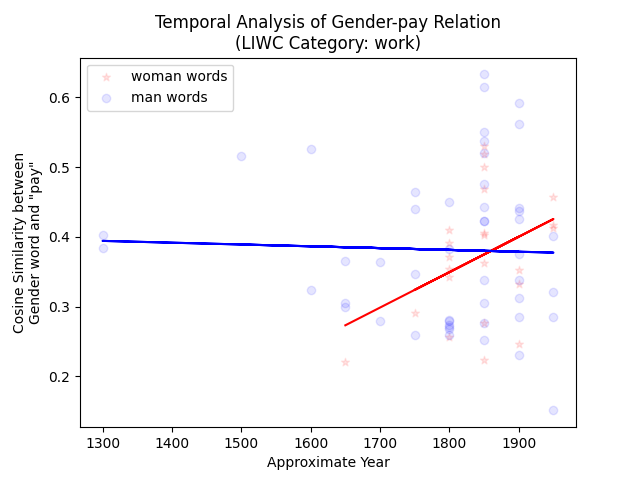 Temporal Analysis of Gender-pay Relation
(LIWC Category: work)
woman words
man words
Cosine Similarity between
Gender word and "pay"
0.6
0.5
0.4
0.3
0.2
1300
1400
1500
1600
1700
1800
1900
Approximate Year